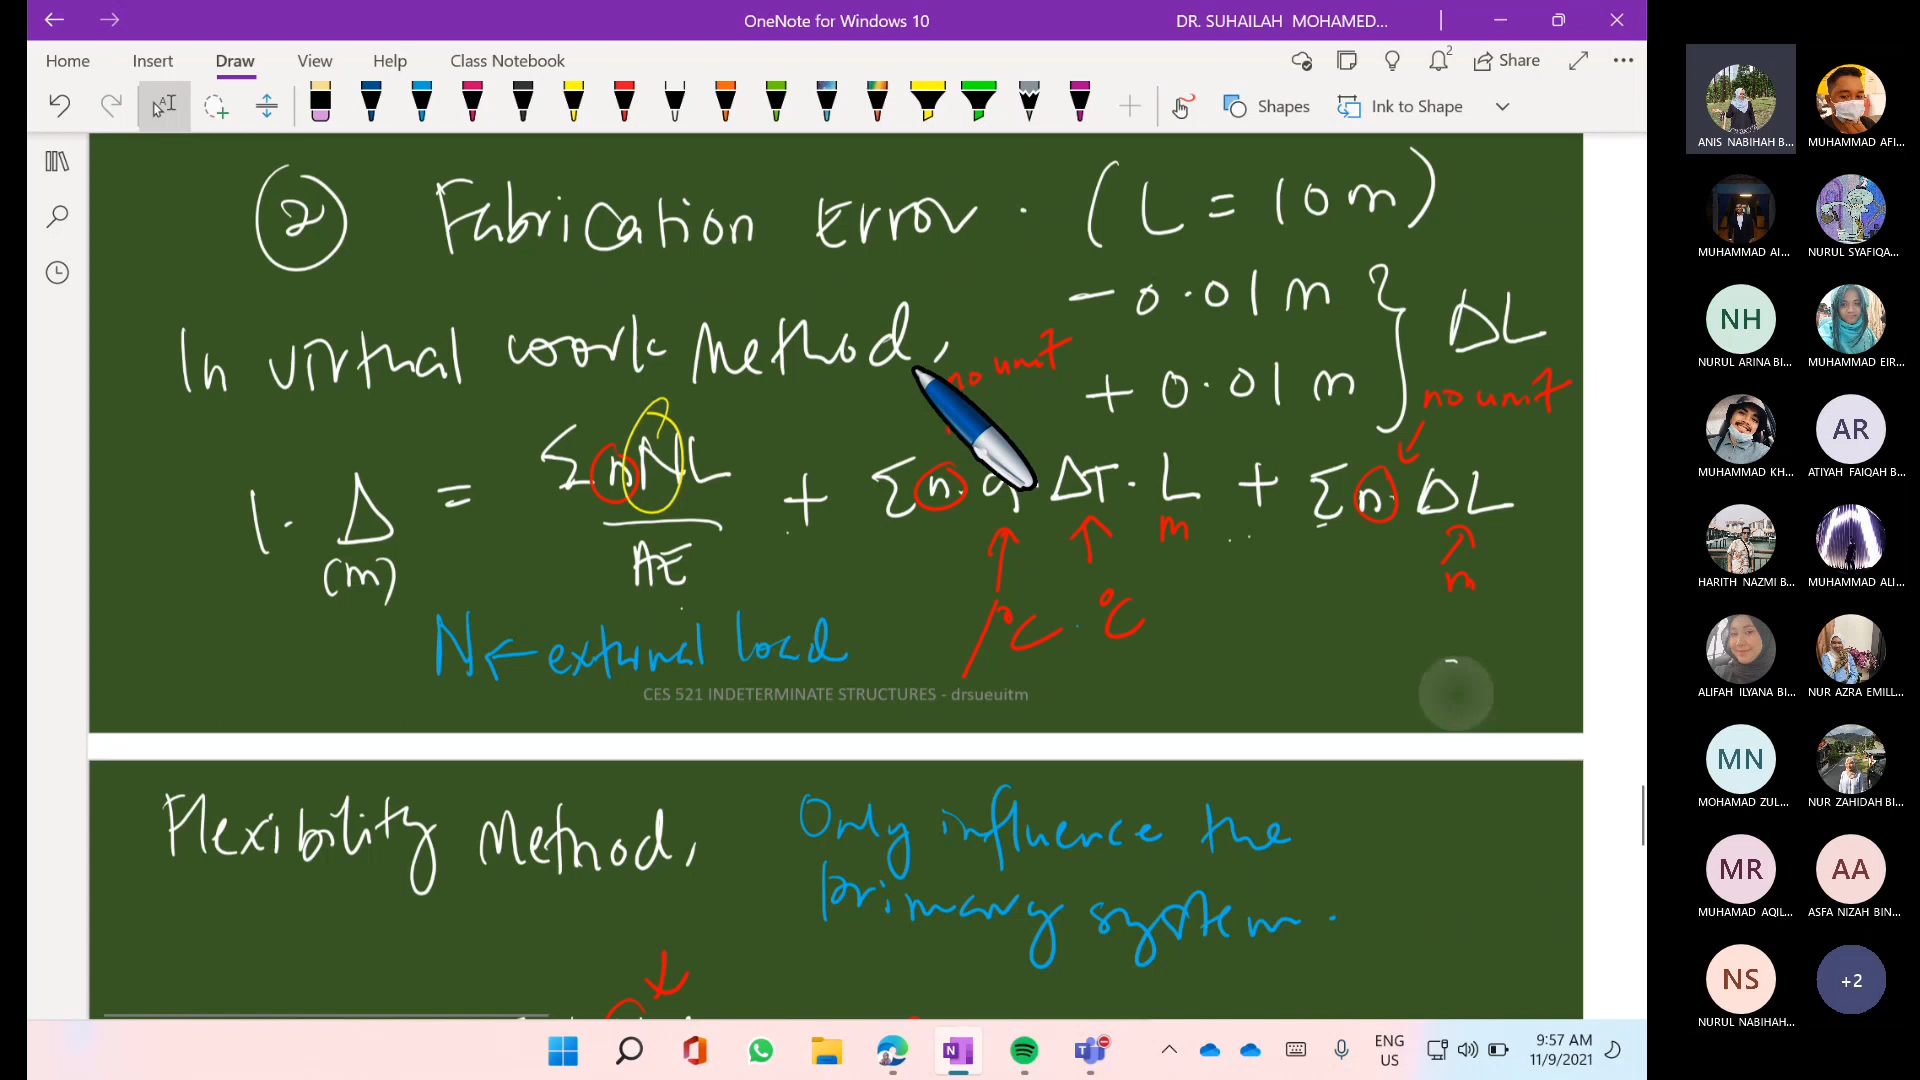 OneNote for Windows 10
DR. SUHAILAH MOHAMED...
Home Insert Draw View Help Class Notebook
2
Share
Shapes
Ink to Shape
2 Fabrication Error. (L = 10 m)
- 0.01 m
In virtual work Method,
ΔL
no unit
+ 0.01 m
no unit
1. Δ = ΣnNL / AE + Σ n. ΔT. L + Σ n. ΔL
(m)
m
m
/°C . °C
N ← external load
CES 521 INDETERMINATE STRUCTURES - drsueuitm
Flexibility Method,
Only influence the
primary system.
ANIS NABIHAH B...
MUHAMMAD AFI...
MUHAMMAD AI...
NURUL SYAFIQA...
NH
NURUL ARINA BI...
MUHAMMAD EIR...
AR
MUHAMMAD KH...
ATIYAH FAIQAH B...
HARITH NAZMI B...
MUHAMMAD ALI...
ALIFAH ILYANA BI...
NUR AZRA EMILL...
MN
MOHAMAD ZUL...
NUR ZAHIDAH BI...
MR
AA
MUHAMAD AQIL...
ASFA NIZAH BIN...
NS
+2
NURUL NABIHAH...
ENG
US
9:57 AM
11/9/2021